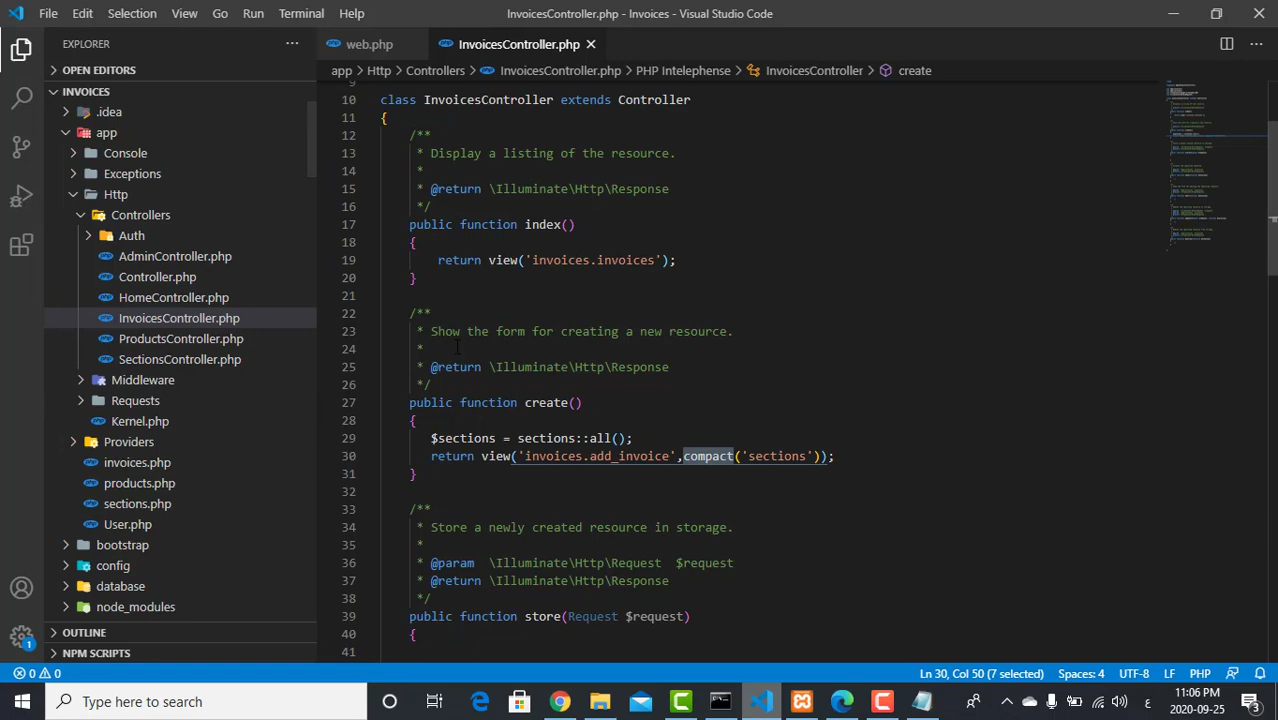 File Edit Selection View Go Run Terminal Help InvoicesController.php - Invoices - Visual Studio Code
EXPLORER
OPEN EDITORS
INVOICES
.idea
app
Console
Exceptions
Http
Controllers
Auth
AdminController.php
Controller.php
HomeController.php
InvoicesController.php
ProductsController.php
SectionsController.php
Middleware
Requests
Kernel.php
Providers
invoices.php
products.php
sections.php
User.php
bootstrap
config
database
node_modules
OUTLINE
NPM SCRIPTS
1
web.php InvoicesController.php
app Http Controllers InvoicesController.php PHP Intelephense InvoicesController create
9
10 class InvoicesController extends Controller
11 {
12 /**
13 * Display a listing of the resource.
14 *
15 * @return \Illuminate\Http\Response
16 */
17 public function index()
18 {
19 return view('invoices.invoices');
20 }
21
22 /**
23 * Show the form for creating a new resource.
24 *
25 * @return \Illuminate\Http\Response
26 */
27 public function create()
28 {
29 $sections = sections::all();
30 return view('invoices.add_invoice',compact('sections'));
31 }
32
33 /**
34 * Store a newly created resource in storage.
35 *
36 * @param \Illuminate\Http\Request $request
37 * @return \Illuminate\Http\Response
38 */
39 public function store(Request $request)
40 {
41
0 0 Ln 30, Col 50 (7 selected) Spaces: 4 UTF-8 LF PHP
Type here to search
ع
11:06 PM
2020-09-25
3